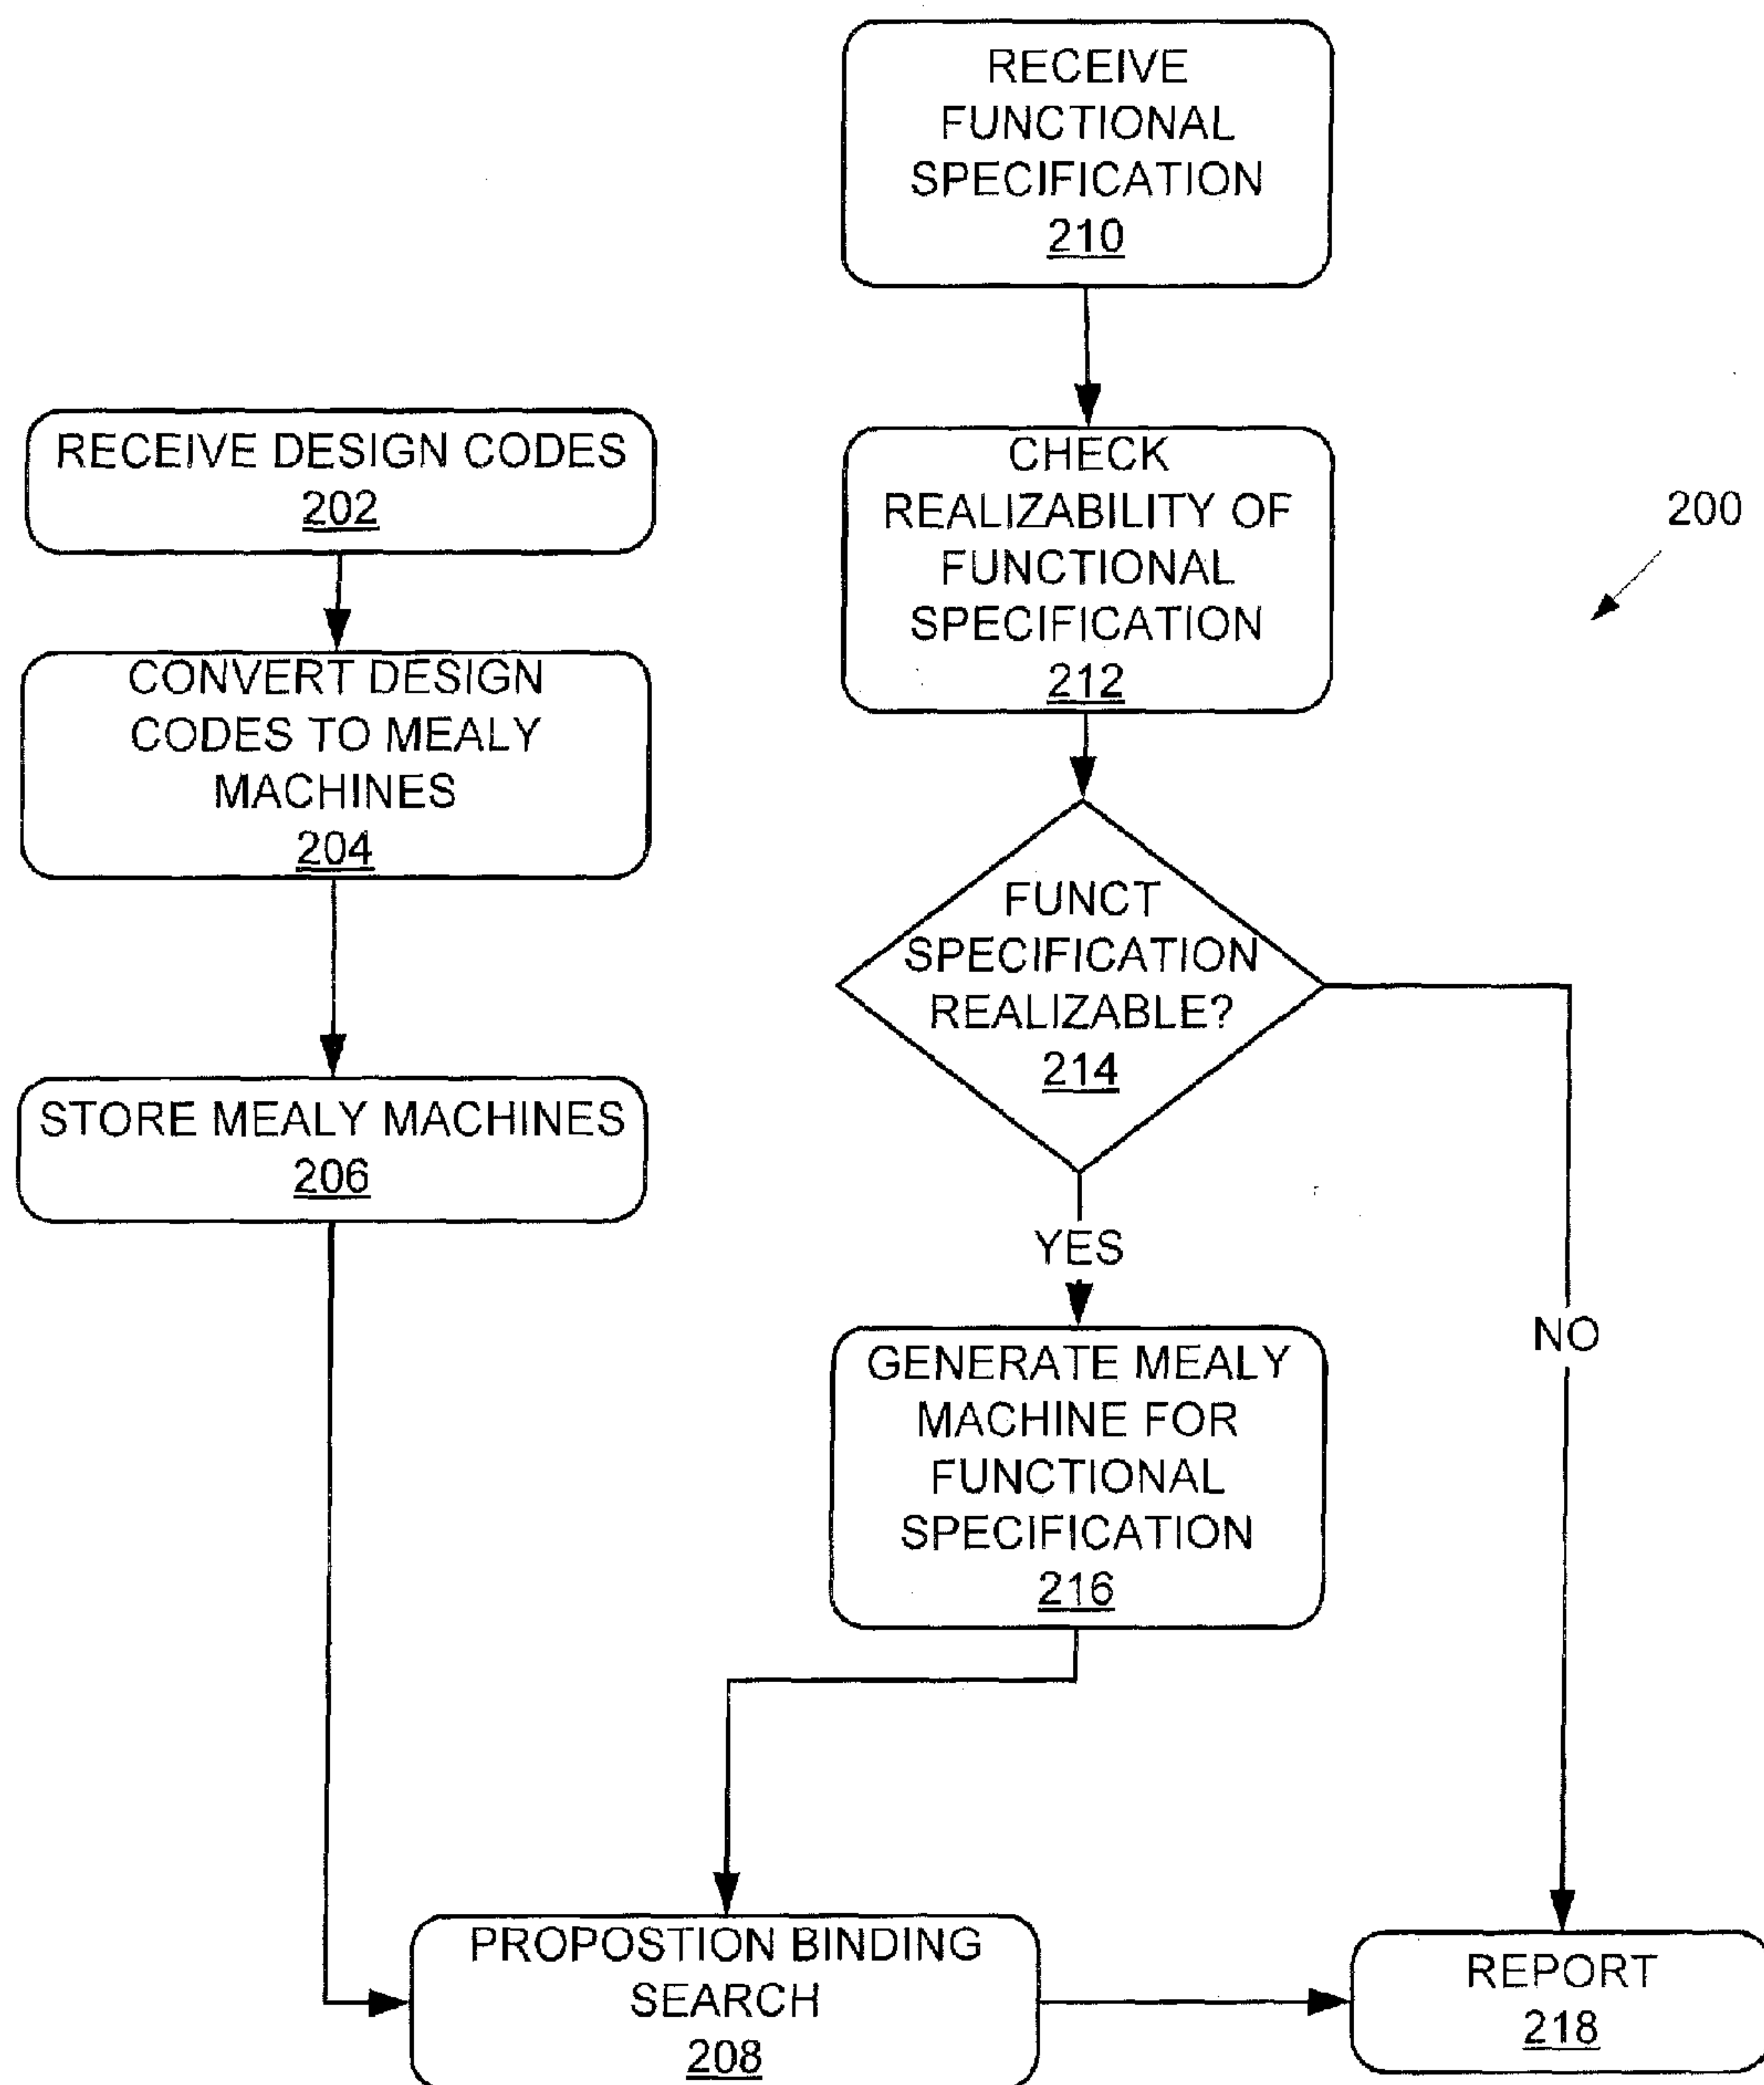 RECEIVE
FUNCTIONAL
SPECIFICATION
210
RECEIVE DESIGN CODES
202
CHECK
REALIZABILITY OF
FUNCTIONAL
SPECIFICATION
212
200
CONVERT DESIGN
CODES TO MEALY
MACHINES
204
FUNCT
SPECIFICATION
REALIZABLE?
214
STORE MEALY MACHINES
206
YES
NO
GENERATE MEALY
MACHINE FOR
FUNCTIONAL
SPECIFICATION
216
PROPOSTION BINDING
SEARCH
208
REPORT
218